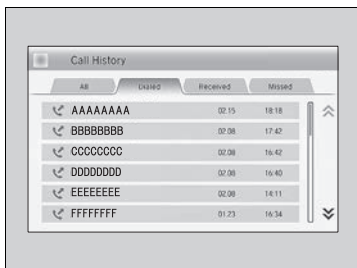 Call History
All Dialed Received Missed
AAAAAAAA 02.15 18:18
BBBBBBBB 02.08 17:42
CCCCCCCC 02.08 16:42
DDDDDDDD 02.08 16:40
EEEEEEEE 02.08 14:11
FFFFFFFF 01.23 16:34